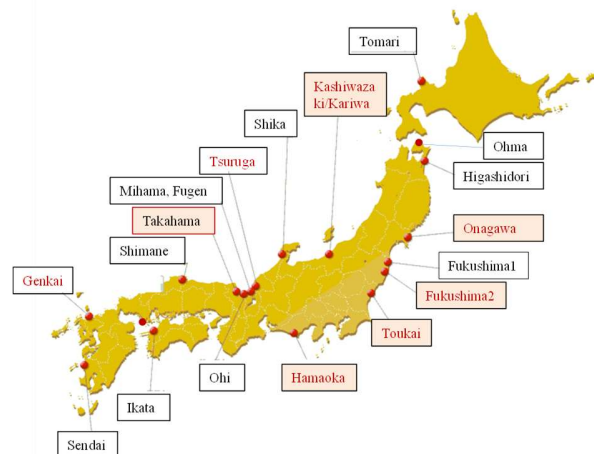 Tomari
Kashiwaza
ki/Kariwa
Shika
Ohma
Tsuruga
Higashidori
Mihama, Fugen
Takahama
Onagawa
Shimane
Fukushima1
Genkai
Fukushima2
Toukai
Ohi
Hamaoka
Ikata
Sendai